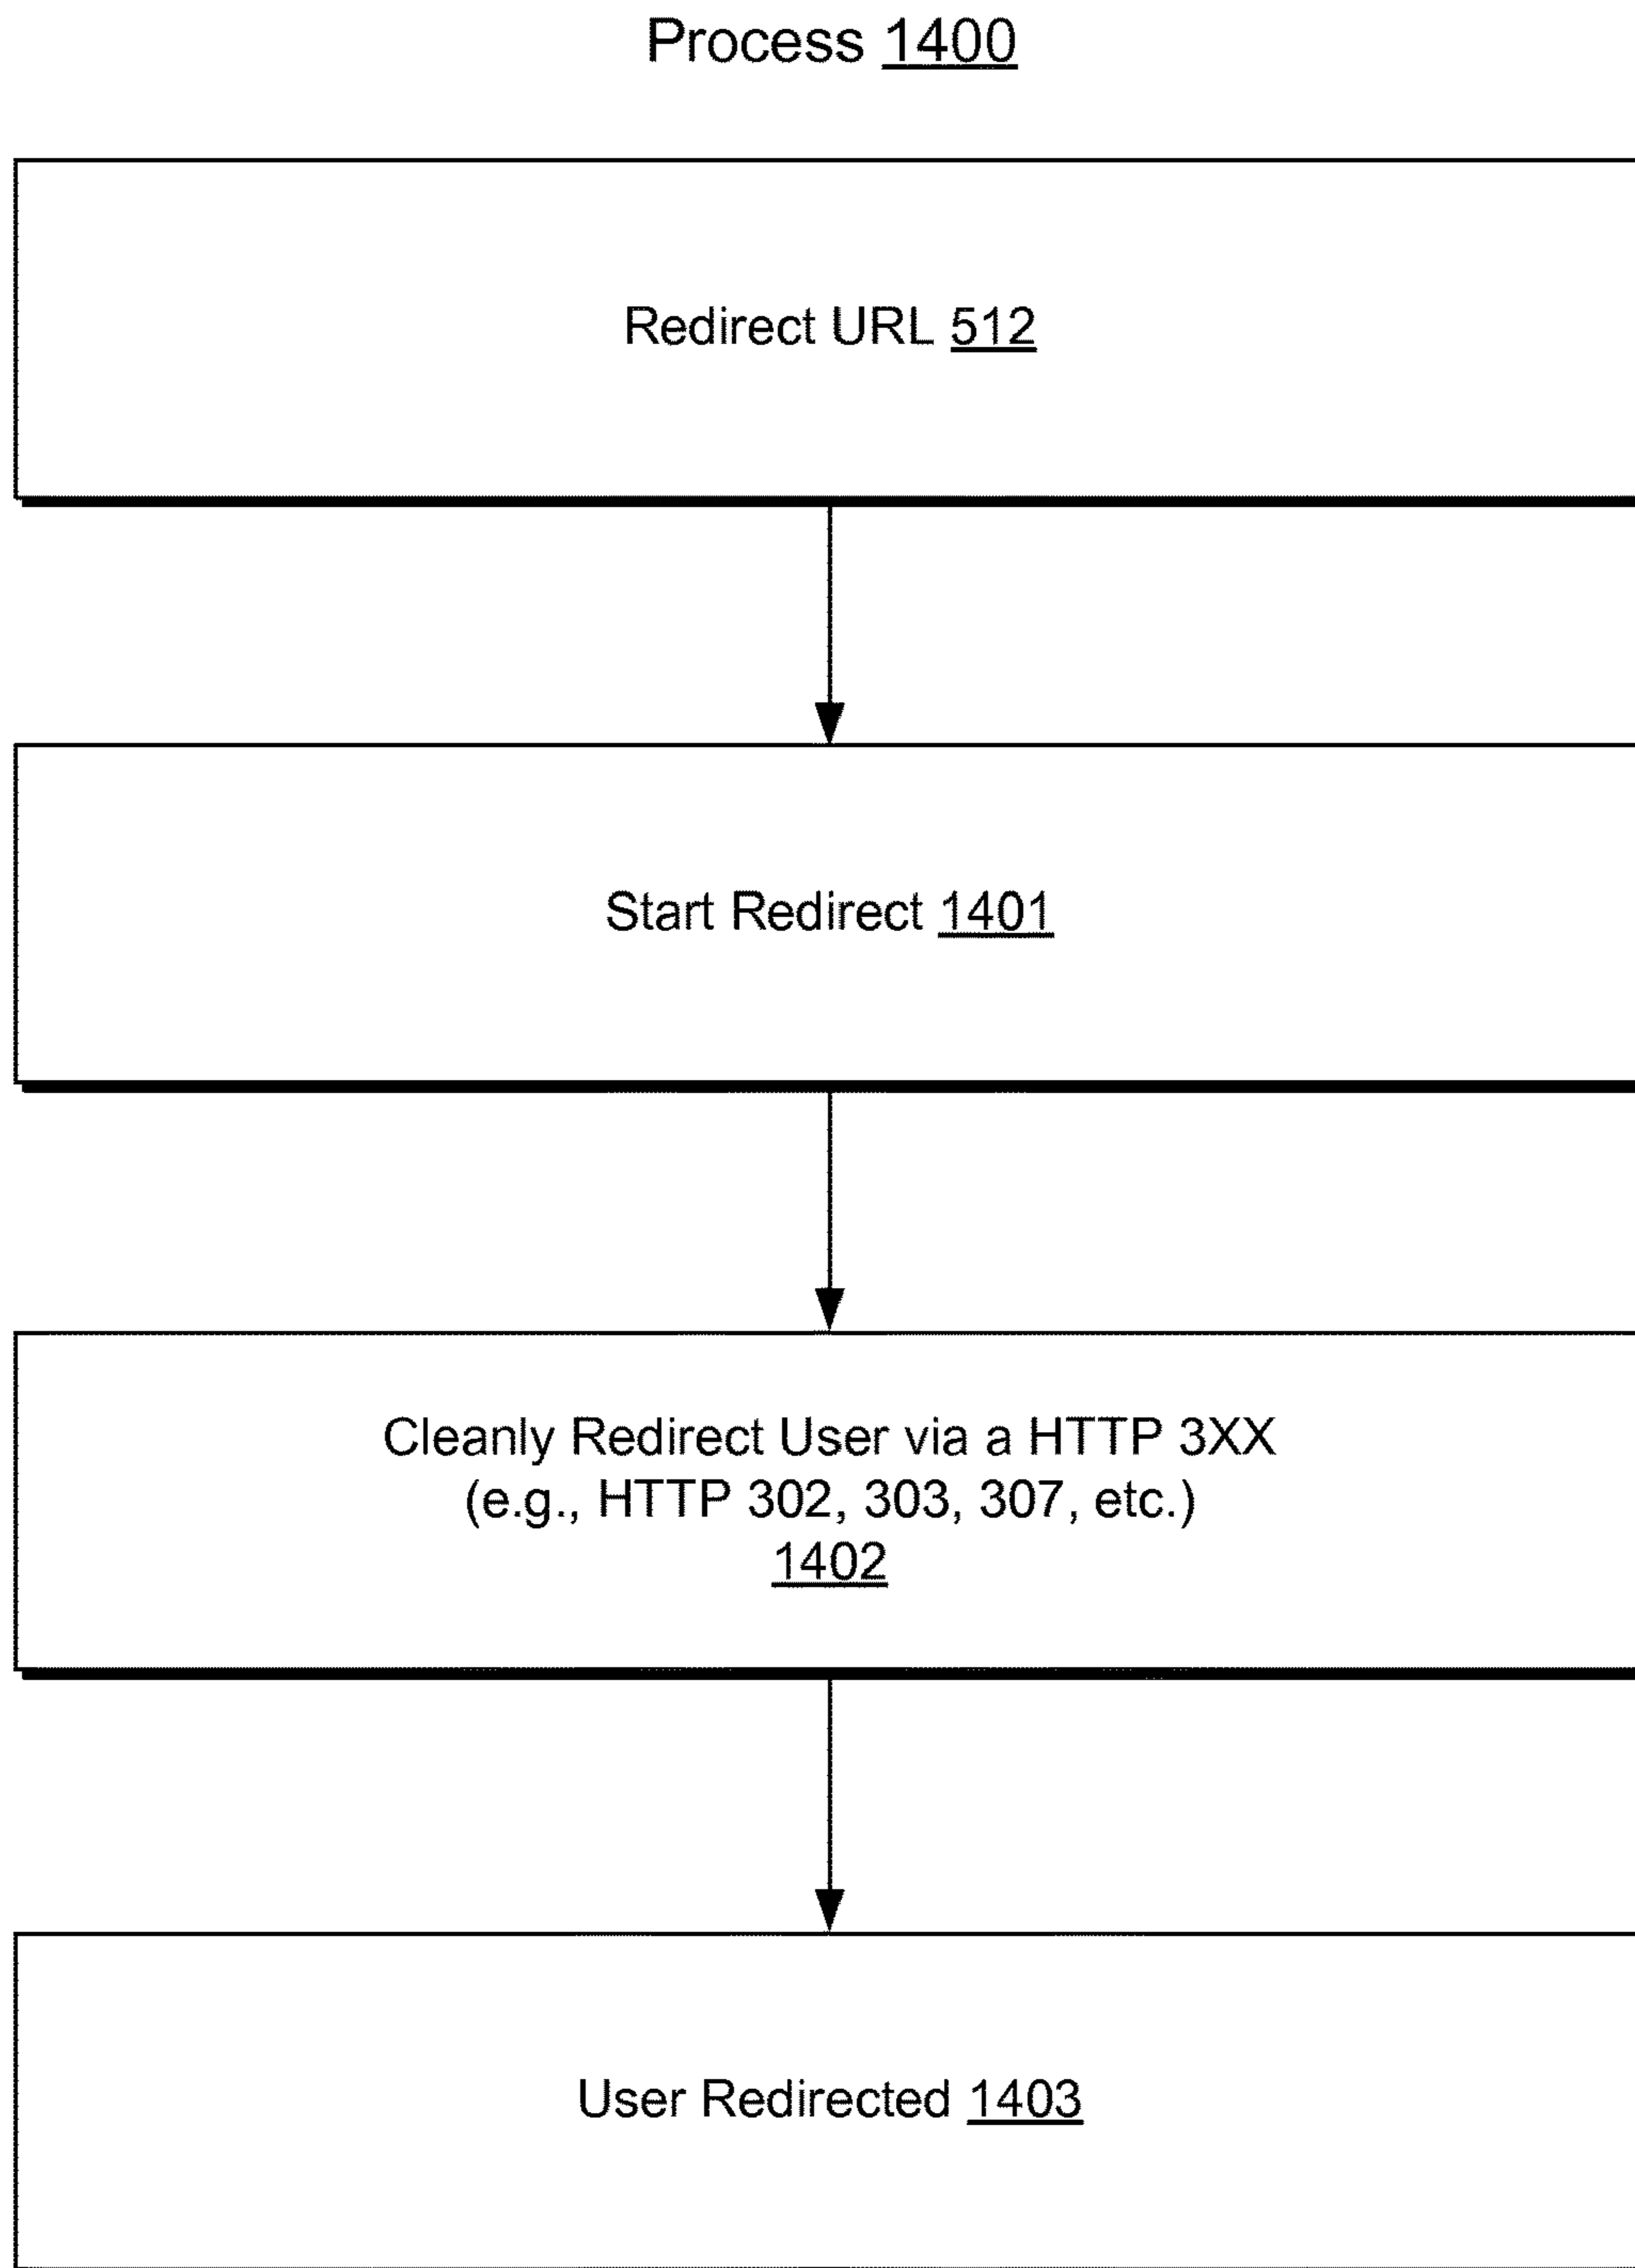 Process 1400
Redirect URL 512
Start Redirect 1401
Cleanly Redirect User via a HTTP 3XX
(e.g., HTTP 302, 303, 307, etc.)
1402
User Redirected 1403